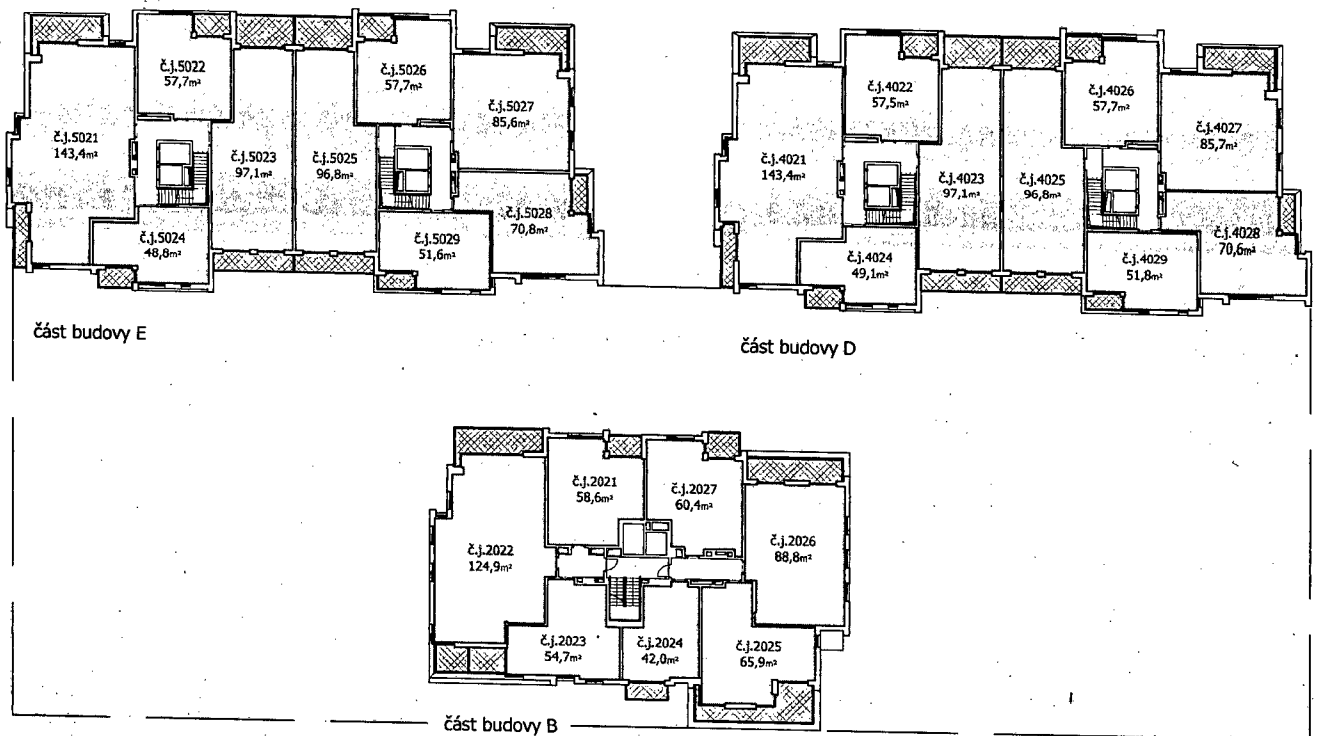 č.j.5021
143,4m²
č.j.5022
57,7m²
č.j.5023
97,1m²
č.j.5024
48,8m²
č.j.5025
96,8m²
č.j.5026
57,7m²
č.j.5027
85,6m²
č.j.5028
70,8m²
č.j.5029
51,6m²
část budovy E
č.j.4021
143,4m²
č.j.4022
57,5m²
č.j.4023
97,1m²
č.j.4024
49,1m²
č.j.4025
96,8m²
č.j.4026
57,7m²
č.j.4027
85,7m²
č.j.4028
70,6m²
č.j.4029
51,8m²
část budovy D
č.j.2021
58,6m²
č.j.2027
60,4m²
č.j.2022
124,9m²
č.j.2026
88,8m²
č.j.2023
54,7m²
č.j.2024
42,0m²
č.j.2025
65,9m²
část budovy B